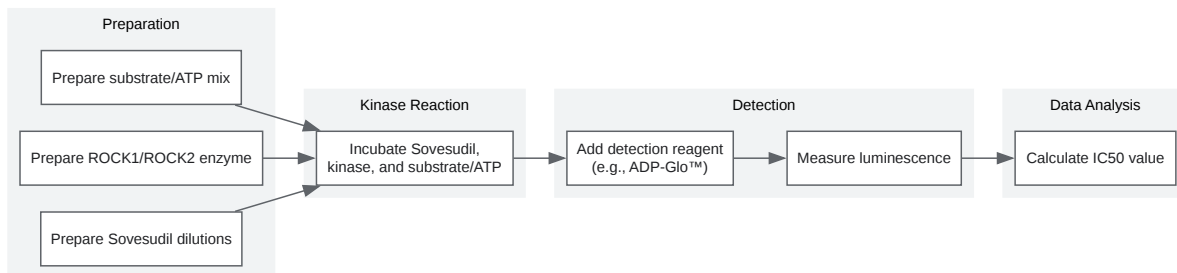 Preparation
Prepare substrate/ATP mix
Prepare ROCK1/ROCK2 enzyme
Prepare Sovesudil dilutions
Kinase Reaction
Incubate Sovesudil,
kinase, and substrate/ATP
Detection
Add detection reagent
(e.g., ADP-Glo™)
Measure luminescence
Data Analysis
Calculate IC50 value